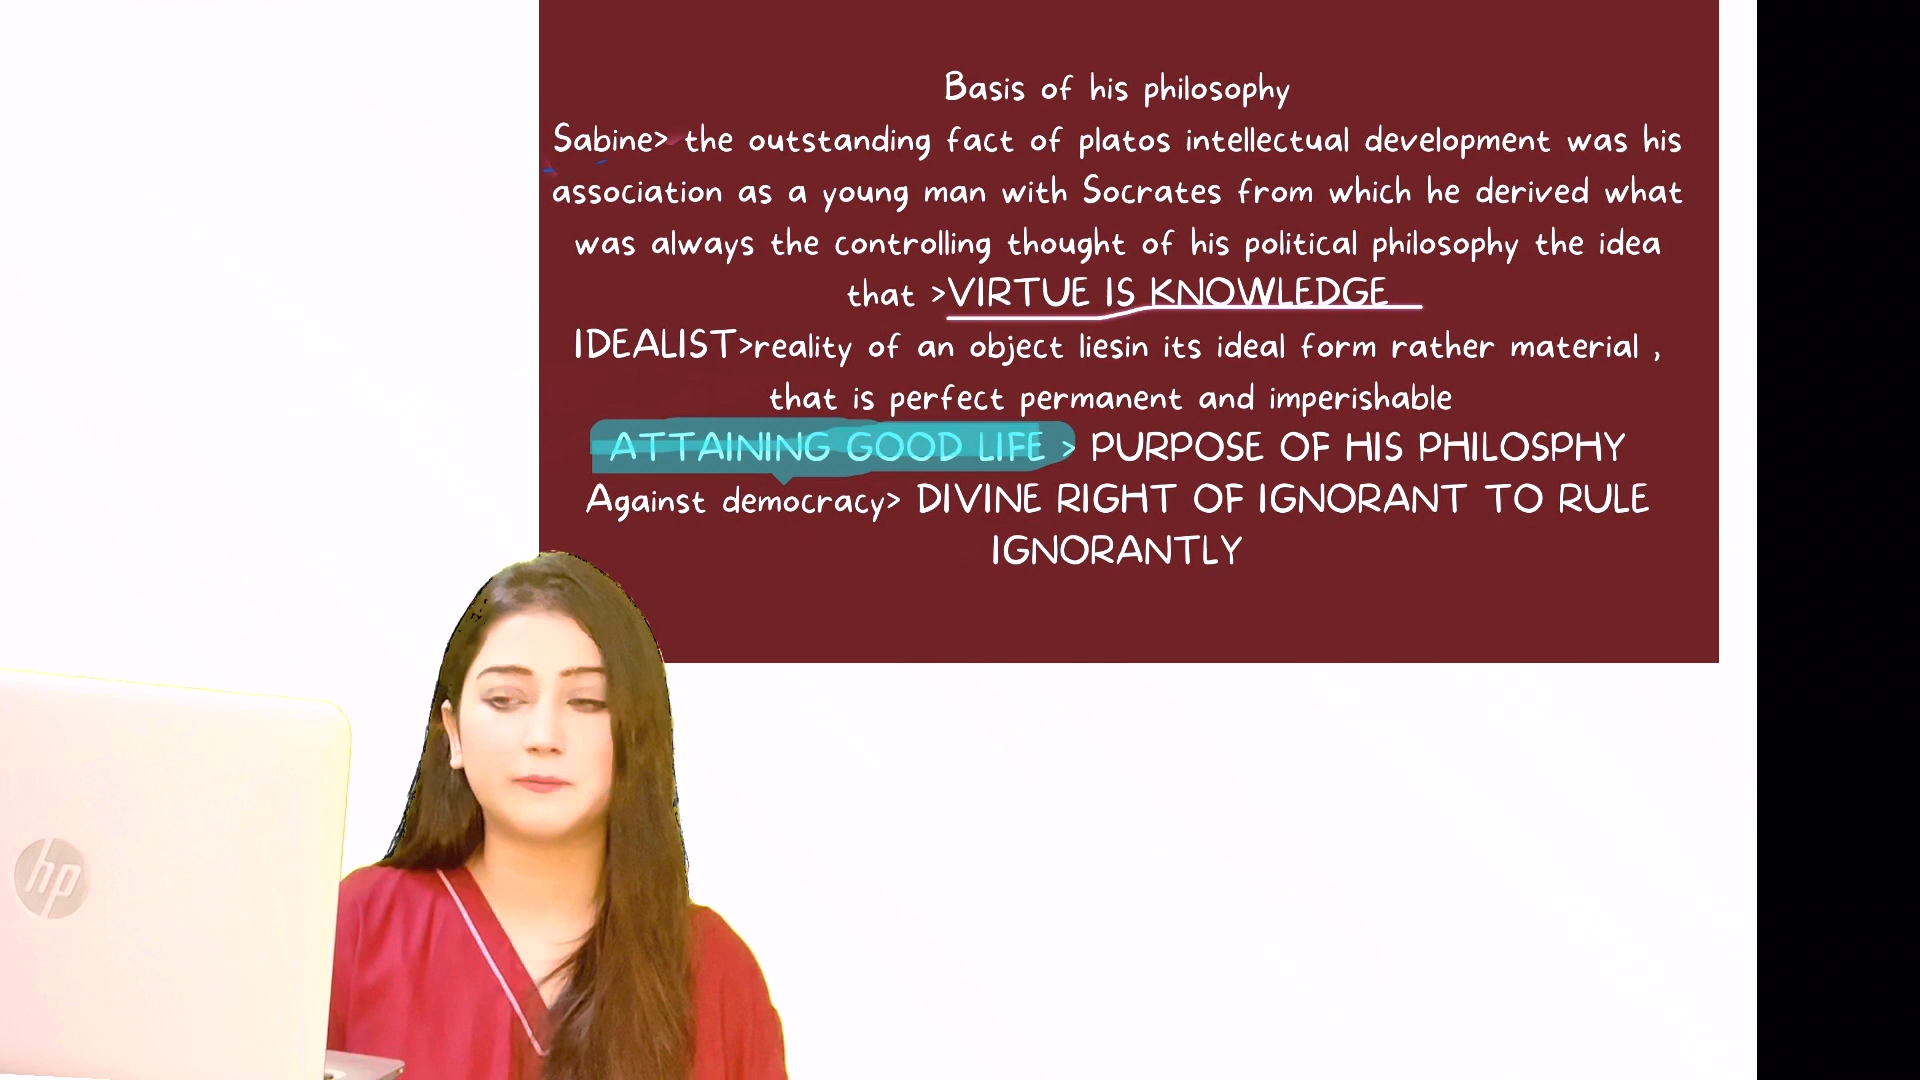 Basis of his philosophy
Sabine> the outstanding fact of platos intellectual development was his
association as a young man with Socrates from which he derived what
was always the controlling thought of his political philosophy the idea
that >VIRTUE IS KNOWLEDGE
IDEALIST>reality of an object liesin its ideal form rather material ,
that is perfect permanent and imperishable
ATTAINING GOOD LIFE > PURPOSE OF HIS PHILOSPHY
Against democracy> DIVINE RIGHT OF IGNORANT TO RULE
IGNORANTLY
hp